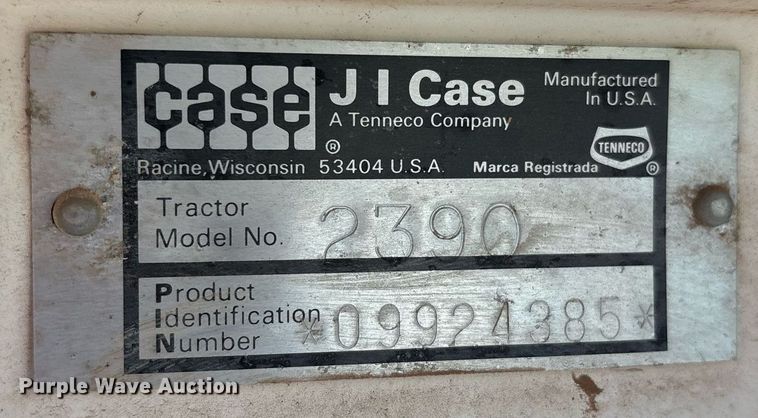 case
J I Case
A Tenneco Company
®
Manufactured
In U.S.A.
TENNECO
®
Racine, Wisconsin 53404 U.S.A.
Marca Registrada
Tractor
Model No. 2390
Product
Identification
Number *09924385*
Purple Wave Auction